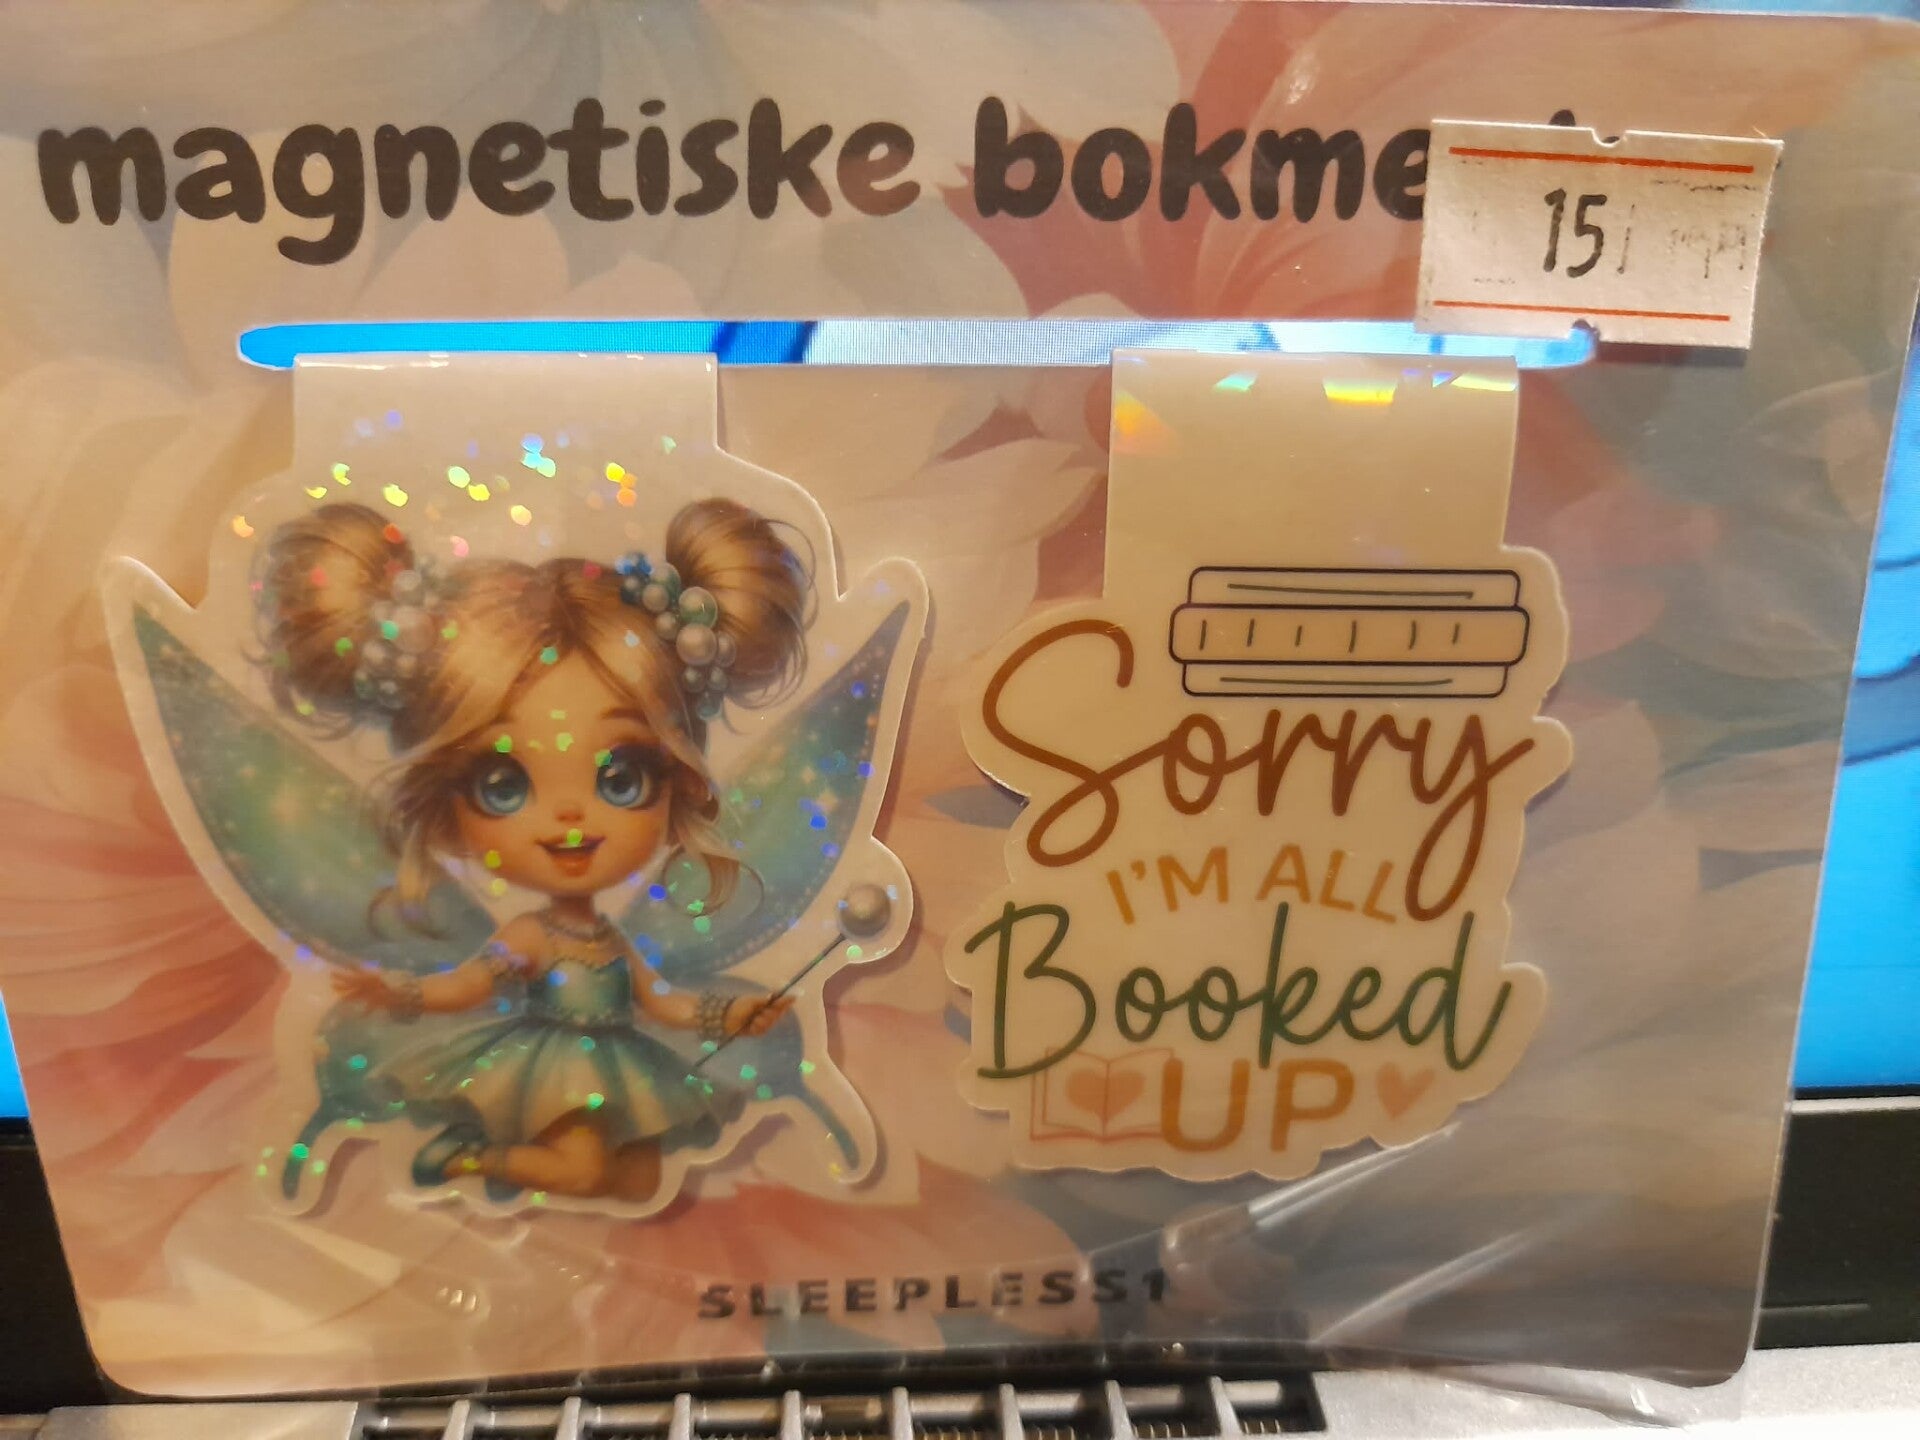 magnetiske bokme
15
Sorry
I'M ALL
Booked
UP
SLEEPLESS1